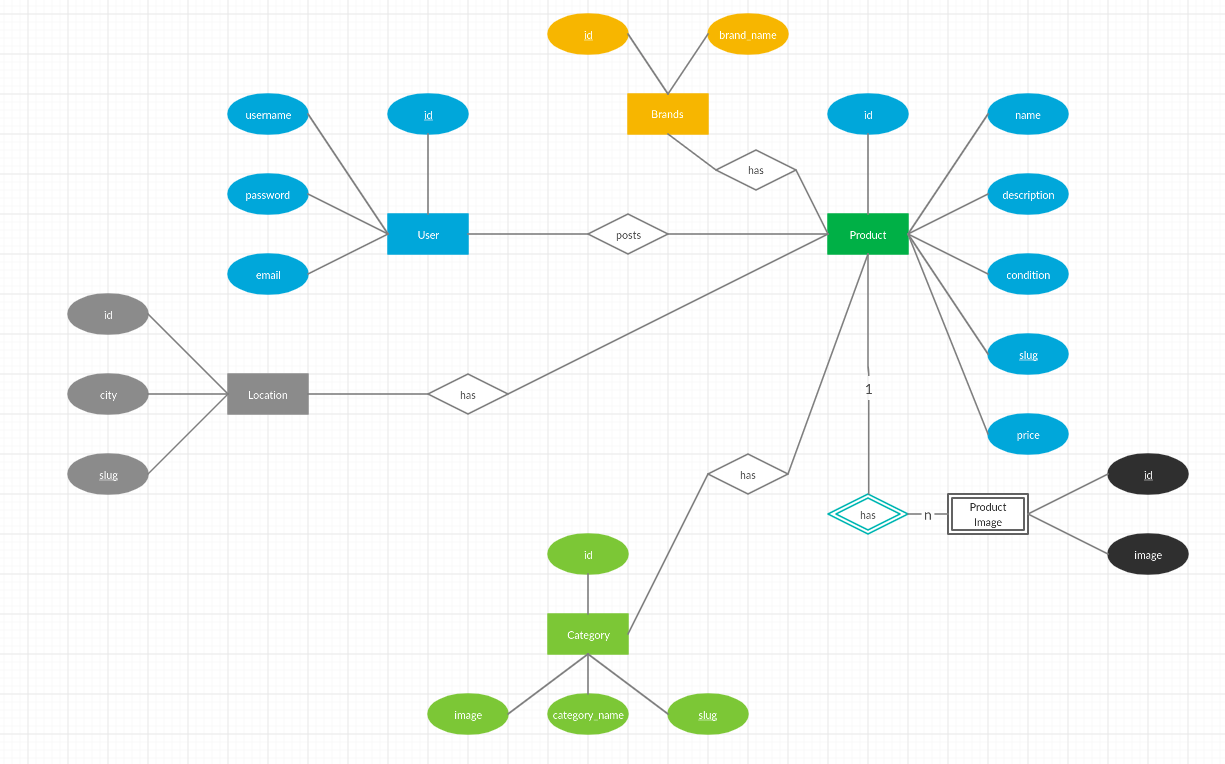 id
brand_name
username
id
Brands
id
name
has
password
description
User
posts
Product
email
condition
id
slug
city
Location
has
1
price
slug
has
id
has
n
Product
Image
id
image
Category
image
category_name
slug